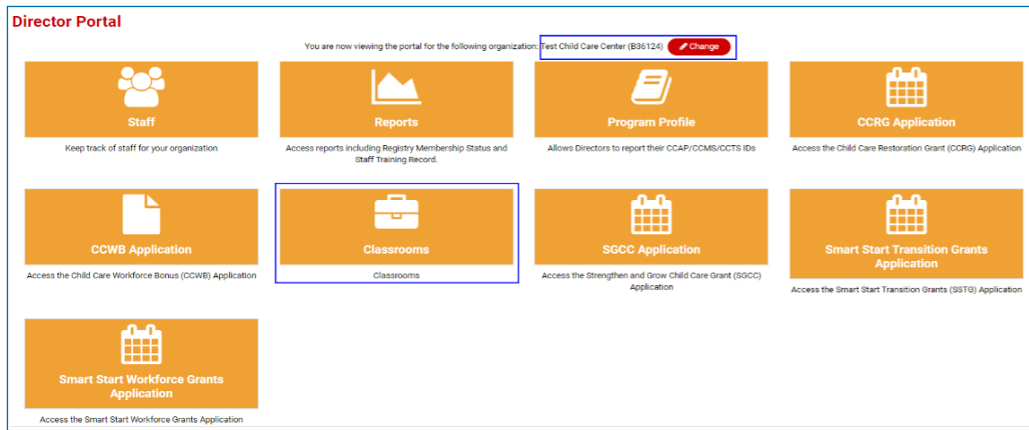 Director Portal
You are now viewing the portal for the following organization: Test Child Care Center (B36124) Change
Staff
Keep track of staff for your organization
Reports
Access reports including Registry Membership Status and
Staff Training Record.
Program Profile
Allows Directors to report their CCAP/CCMS/CCTS IDs
CCRG Application
Access the Child Care Restoration Grant (CCRG) Application
CCWB Application
Access the Child Care Workforce Bonus (CCWB) Application
Classrooms
Classrooms
SGCC Application
Access the Strengthen and Grow Child Care Grant (SGCC)
Application
Smart Start Transition Grants
Application
Access the Smart Start Transition Grants (SSTG) Application
Smart Start Workforce Grants
Application
Access the Smart Start Workforce Grants Application